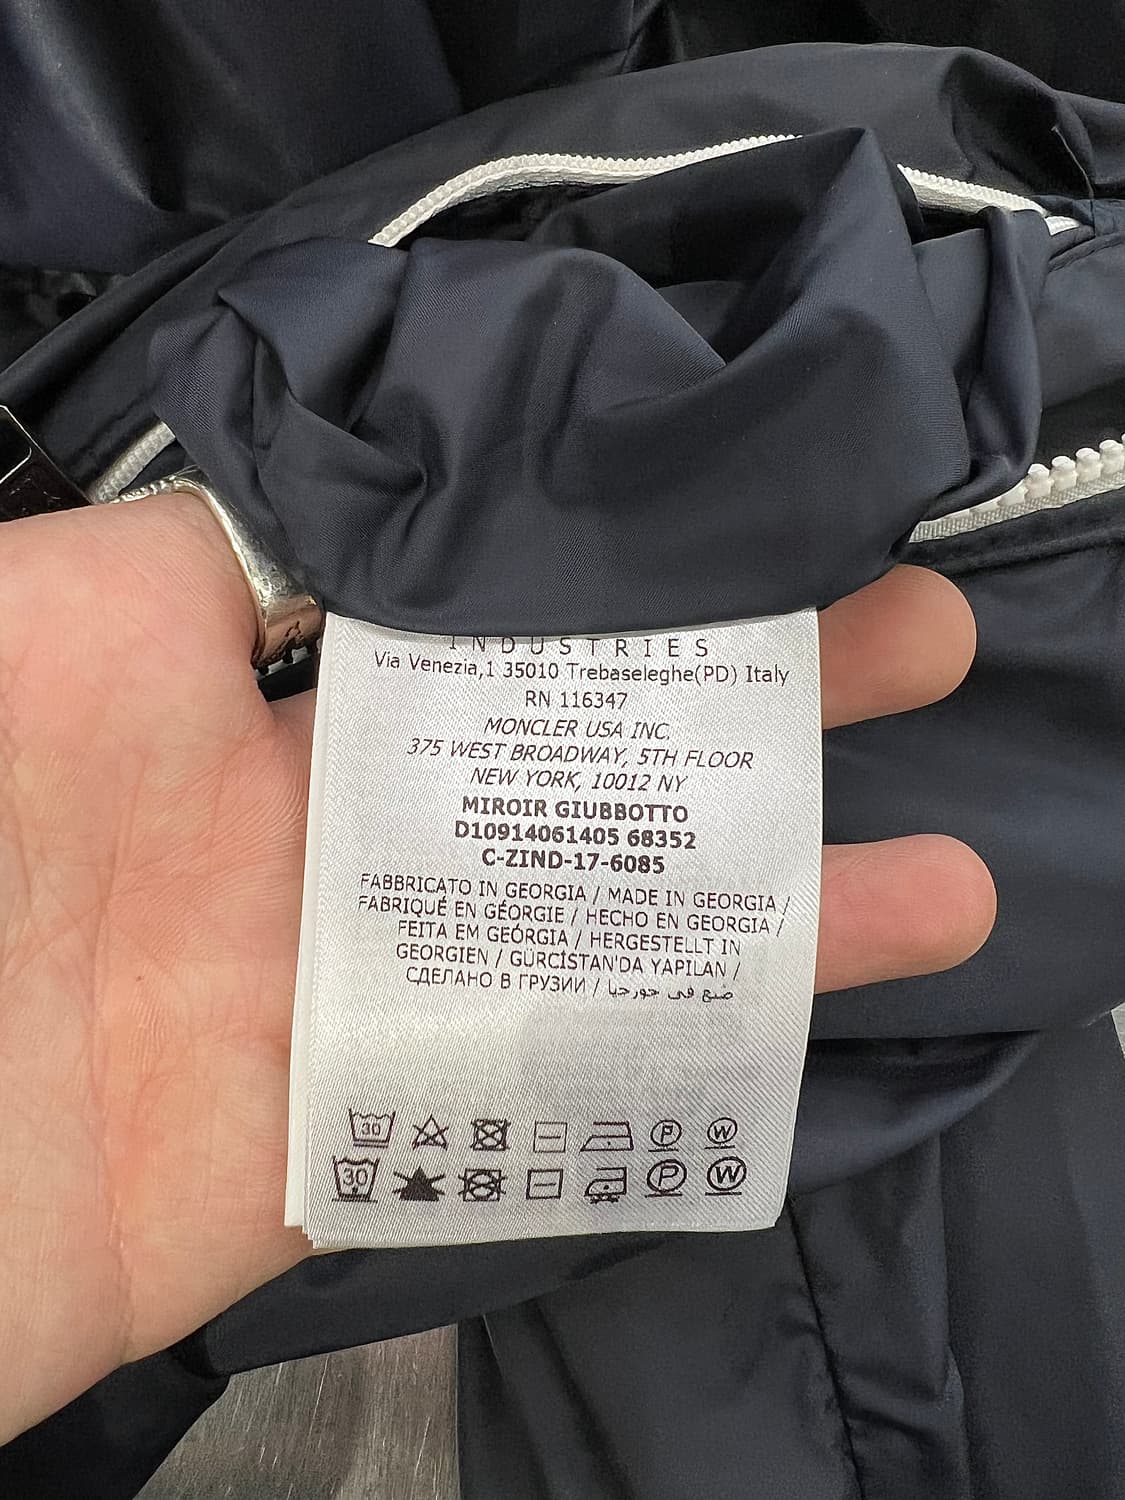 INDUSTRIES
Via Venezia,1 35010 Trebaseleghe(PD) Italy
RN 116347
MONCLER USA INC.
375 WEST BROADWAY, 5TH FLOOR
NEW YORK, 10012 NY
MIROIR GIUBBOTTO
D10914061405 68352
C-ZIND-17-6085
FABBRICATO IN GEORGIA / MADE IN GEORGIA /
FABRIQUÉ EN GÉORGIE / HECHO EN GEORGIA /
FEITA EM GEÓRGIA / HERGESTELLT IN
GEORGIEN / GÜRCİSTAN'DA YAPILAN /
СДЕЛАНО В ГРУЗИИ / صنع في جورجيا
30 P W
30 P W